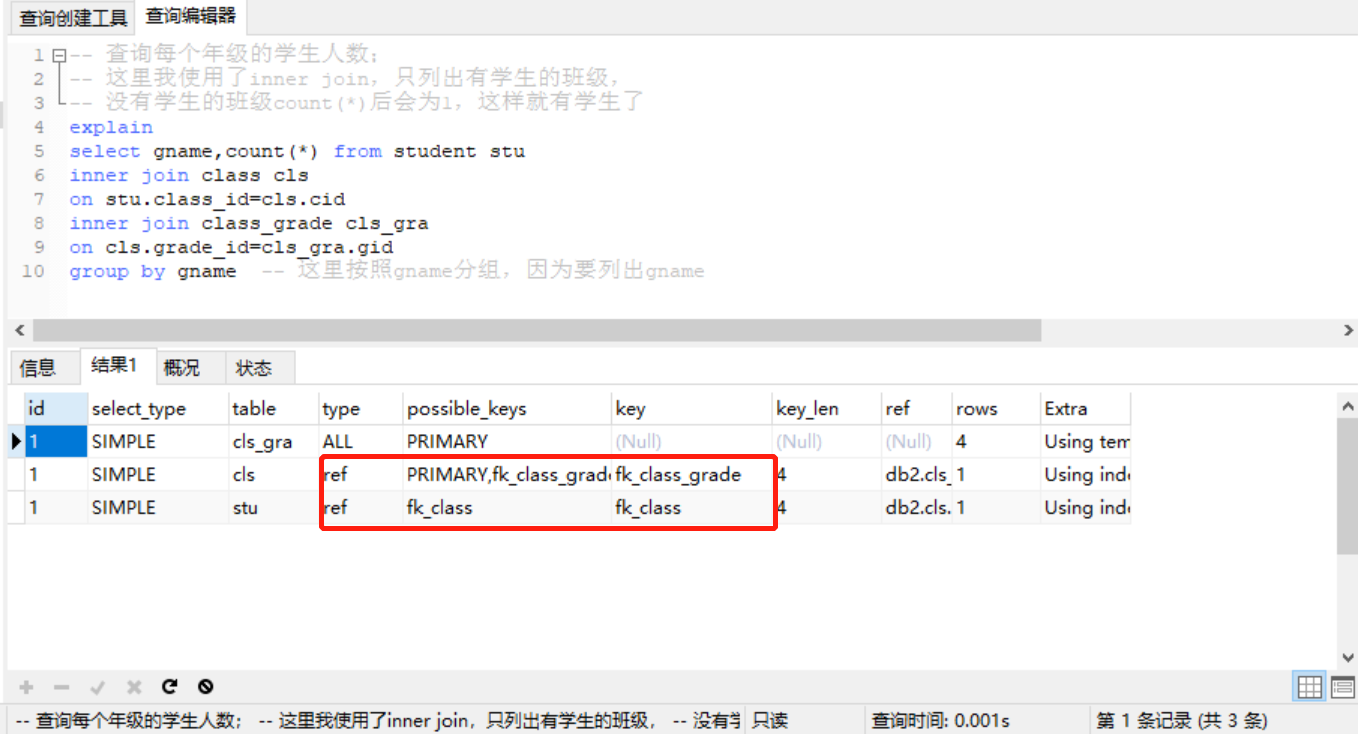 查询创建工具 查询编辑器
1 -- 查询每个年级的学生人数;
2 -- 这里我使用了inner join, 只列出有学生的班级,
3 -- 没有学生的班级count(*)后会为1, 这样就有学生了
4 explain
5 select gname,count(*) from student stu
6 inner join class cls
7 on stu.class_id=cls.cid
8 inner join class_grade cls_gra
9 on cls.grade_id=cls_gra.gid
10 group by gname -- 这里按照gname分组, 因为要列出gname
信息 结果1 概况 状态
id select_type table type possible_keys key key_len ref rows Extra
1 SIMPLE cls_gra ALL PRIMARY (Null) (Null) (Null) 4 Using tem
1 SIMPLE cls ref PRIMARY,fk_class_grad fk_class_grade 4 db2.cls_ 1 Using ind
1 SIMPLE stu ref fk_class fk_class 4 db2.cls. 1 Using ind
-- 查询每个年级的学生人数; -- 这里我使用了inner join, 只列出有学生的班级, -- 没有学 只读 查询时间: 0.001s 第 1 条记录 (共 3 条)